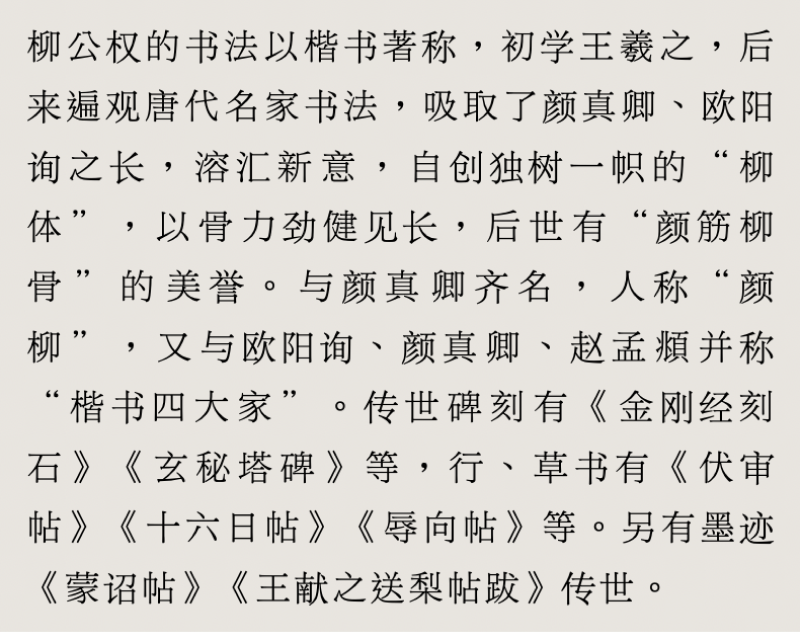 柳公权的书法以楷书著称，初学王羲之，后
来遍观唐代名家书法，吸取了颜真卿、欧阳
询之长，溶汇新意，自创独树一帜的“柳
体”，以骨力劲健见长，后世有“颜筋柳
骨”的美誉。与颜真卿齐名，人称“颜
柳”，又与欧阳询、颜真卿、赵孟頫并称
“楷书四大家”。传世碑刻有《金刚经刻
石》《玄秘塔碑》等，行、草书有《伏审
帖》《十六日帖》《辱向帖》等。另有墨迹
《蒙诏帖》《王献之送梨帖跋》传世。